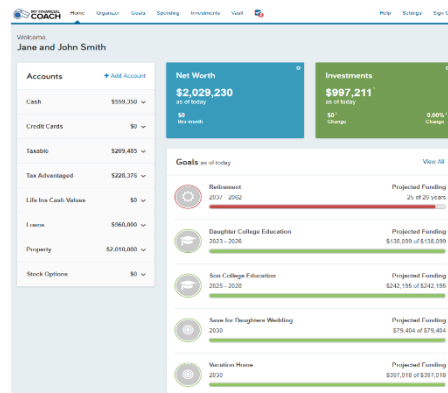 MY FINANCIAL
COACH
Home Organizer Goals Spending Investments Vault Help Settings Sign
Welcome,
Jane and John Smith
Accounts + Add Account
Cash $559,350
Credit Cards $0
Taxable $209,485
Tax Advantaged $228,376
Life Ins Cash Values $0
Loans $968,000
Property $2,010,000
Stock Options $0
Net Worth
$2,029,230
as of today
$0
this month
Investments
$997,211
as of today
$0 0.00%
Change Change
Goals as of today View All
Retirement Projected Funding
2037 - 2062 25 of 26 years
Daughter College Education Projected Funding
2023 - 2026 $138,099 of $138,099
Son College Education Projected Funding
2025 - 2028 $242,195 of $242,195
Save for Daughters Wedding Projected Funding
2030 $79,404 of $79,404
Vacation Home Projected Funding
2030 $397,018 of $397,018